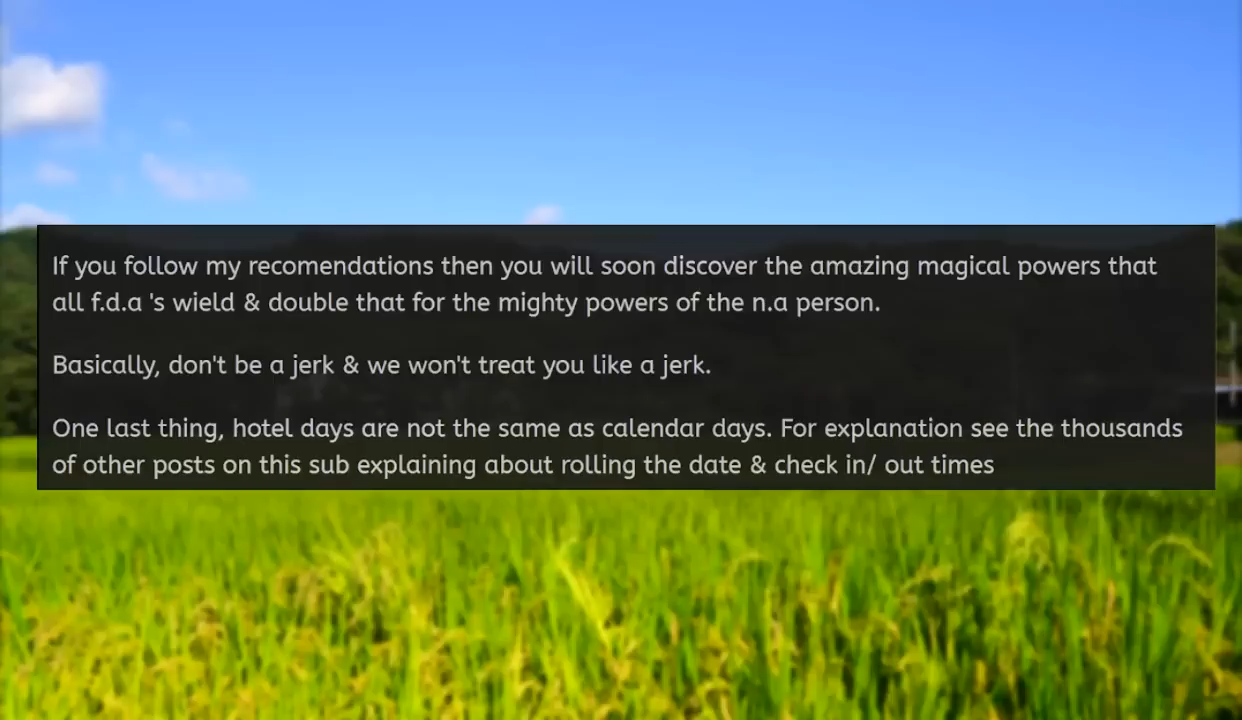 If you follow my recomendations then you will soon discover the amazing magical powers that
all f.d.a 's wield & double that for the mighty powers of the n.a person.
Basically, don't be a jerk & we won't treat you like a jerk.
One last thing, hotel days are not the same as calendar days. For explanation see the thousands
of other posts on this sub explaining about rolling the date & check in/ out times